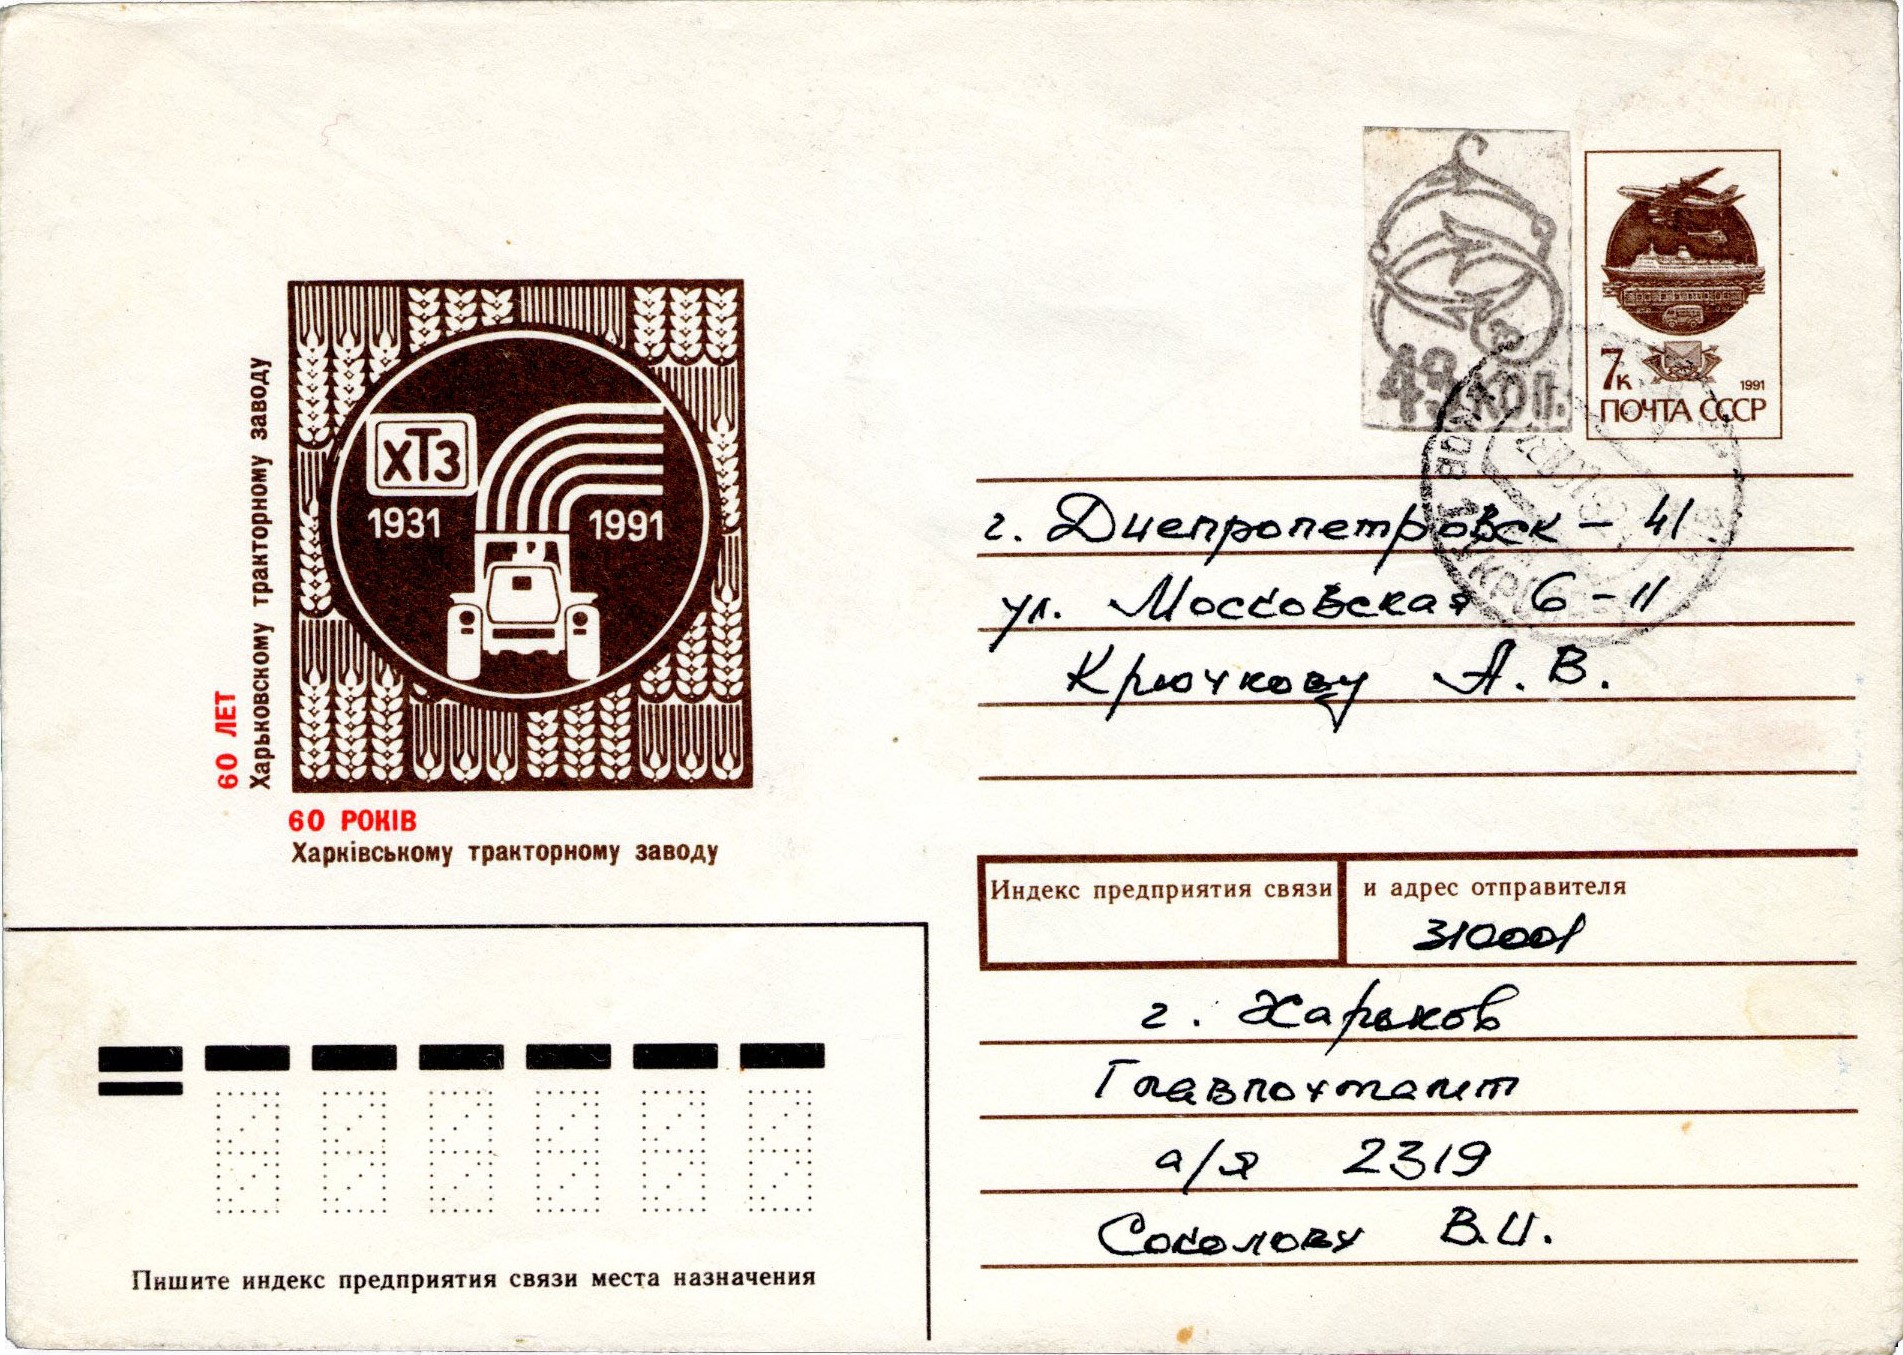 49 КОП.
7к
1991
ПОЧТА СССР
ХТЗ
1931 1991
60 ЛЕТ
Харьковскому тракторному заводу
60 РОКІВ
Харківському тракторному заводу
г. Днепропетровск - 41
ул. Московская 6-11
Крючкову А. В.
Индекс предприятия связи и адрес отправителя
310001
г. Харьков
Главпочтамт
а/я 2319
Соколову В.И.
Пишите индекс предприятия связи места назначения